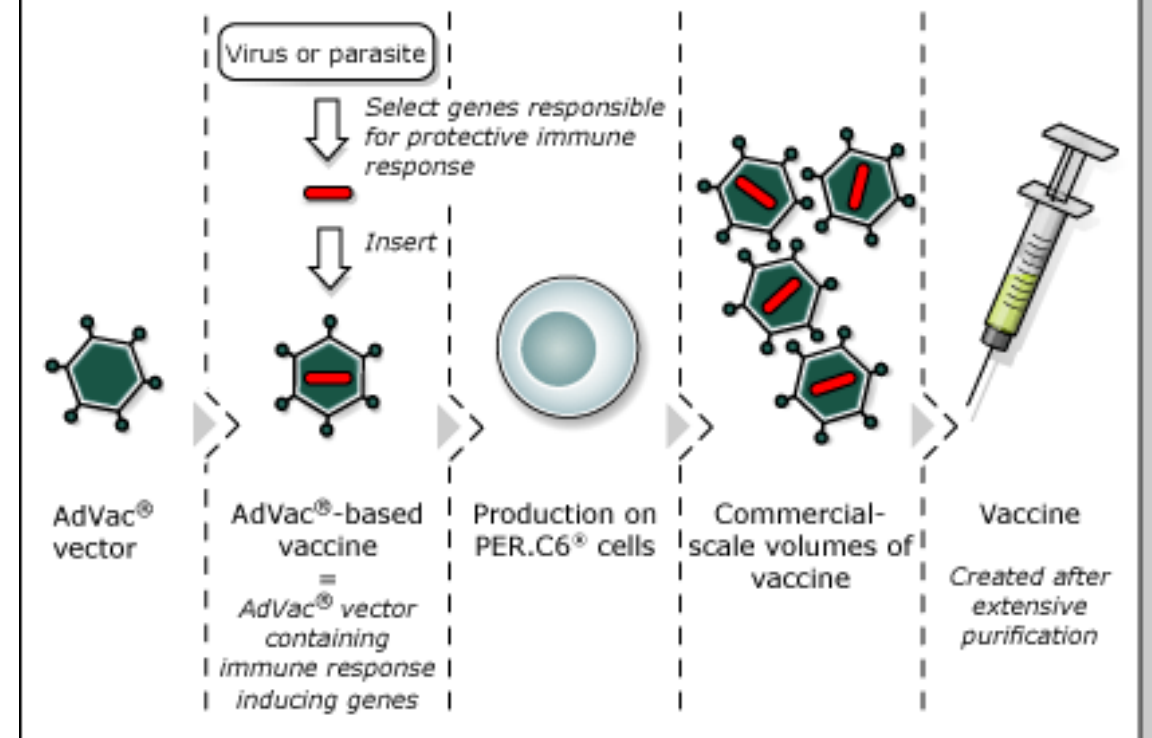 Virus or parasite
Select genes responsible
for protective immune
response
Insert
AdVac®
vector
AdVac®-based
vaccine
=
AdVac® vector
containing
immune response
inducing genes
Production on
PER.C6® cells
Commercial-
scale volumes of
vaccine
Vaccine
Created after
extensive
purification